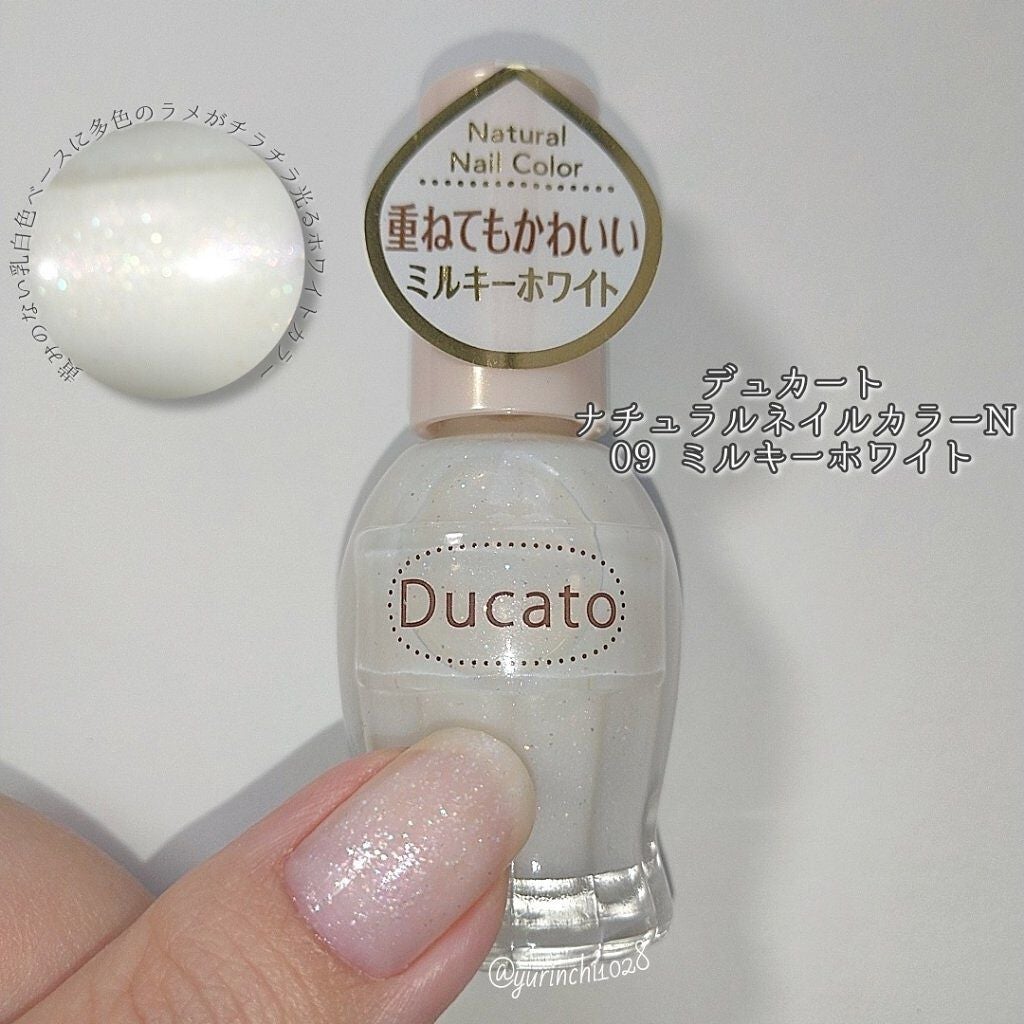 黄みのない乳白色ベースに多色のラメがチラチラ光るホワイトカラー
Natural
Nail Color
重ねてもかわいい
ミルキーホワイト
デュカート
ナチュラルネイルカラーN
09 ミルキーホワイト
Ducato
@yurinchi1028